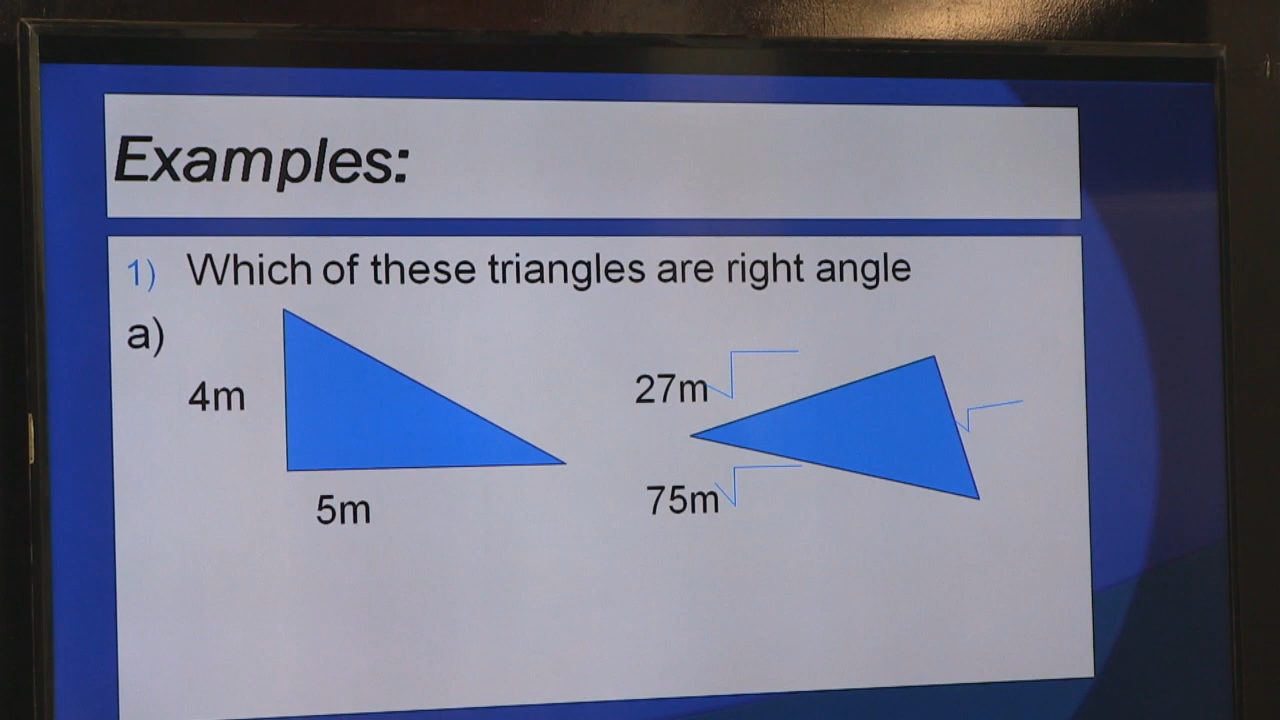 Examples:
1) Which of these triangles are right angle
a)
4m
5m
27m√
√
75m√